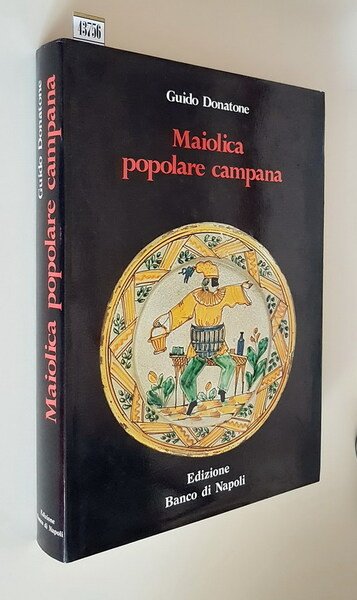 43756
Guido Donatone
Maiolica
popolare campana
Edizione
Banco di Napoli
Guido Donatone
Maiolica popolare campana
Edizione
Banco di Napoli